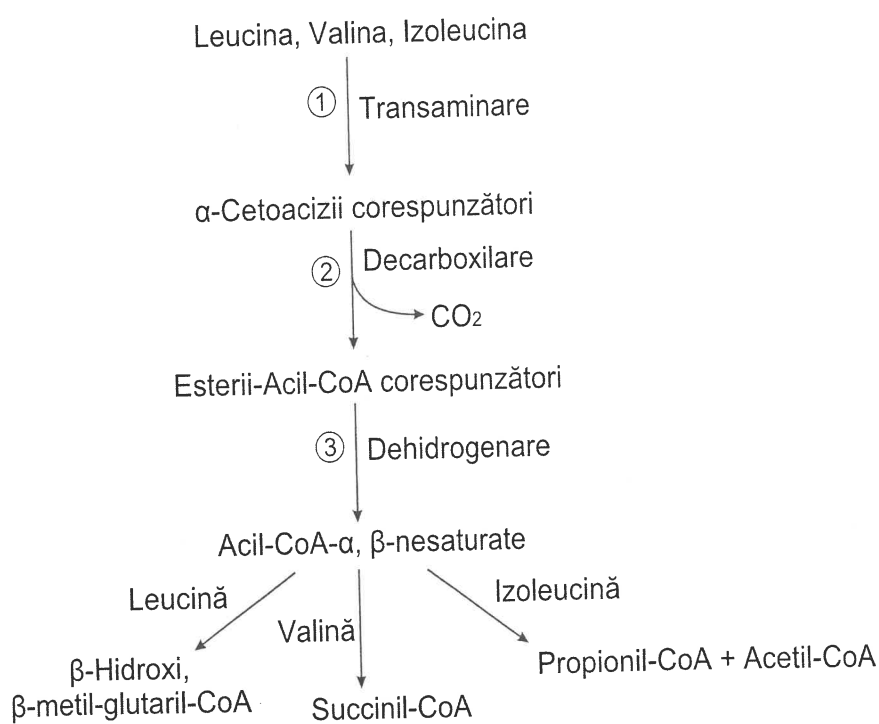 Leucina, Valina, Izoleucina
① Transaminare
α-Cetoacizii corespunzători
② Decarboxilare
CO₂
Esterii-Acil-CoA corespunzători
③ Dehidrogenare
Acil-CoA-α, β-nesaturate
Leucină
Valină
Izoleucină
β-Hidroxi,
β-metil-glutaril-CoA
Succinil-CoA
Propionil-CoA + Acetil-CoA